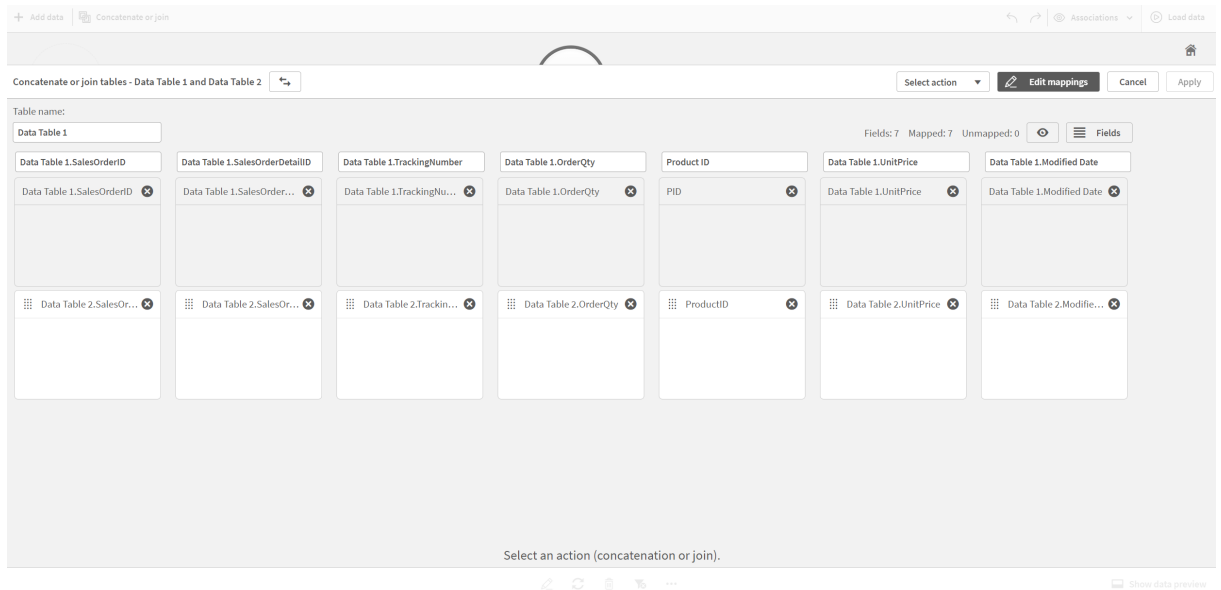 Add data
Concatenate or join
Associations
Load data
Concatenate or join tables - Data Table 1 and Data Table 2
Select action
Edit mappings
Cancel
Apply
Table name:
Data Table 1
Fields: 7 Mapped: 7 Unmapped: 0
Fields
Data Table 1.SalesOrderID
Data Table 1.SalesOrderDetailID
Data Table 1.TrackingNumber
Data Table 1.OrderQty
Product ID
Data Table 1.UnitPrice
Data Table 1.Modified Date
Data Table 1.SalesOrderID
Data Table 1.SalesOrder...
Data Table 1.TrackingNu...
Data Table 1.OrderQty
PID
Data Table 1.UnitPrice
Data Table 1.Modified Date
Data Table 2.SalesOr...
Data Table 2.SalesOr...
Data Table 2.Trackin...
Data Table 2.OrderQty
ProductID
Data Table 2.UnitPrice
Data Table 2.Modifie...
Select an action (concatenation or join).
Show data preview